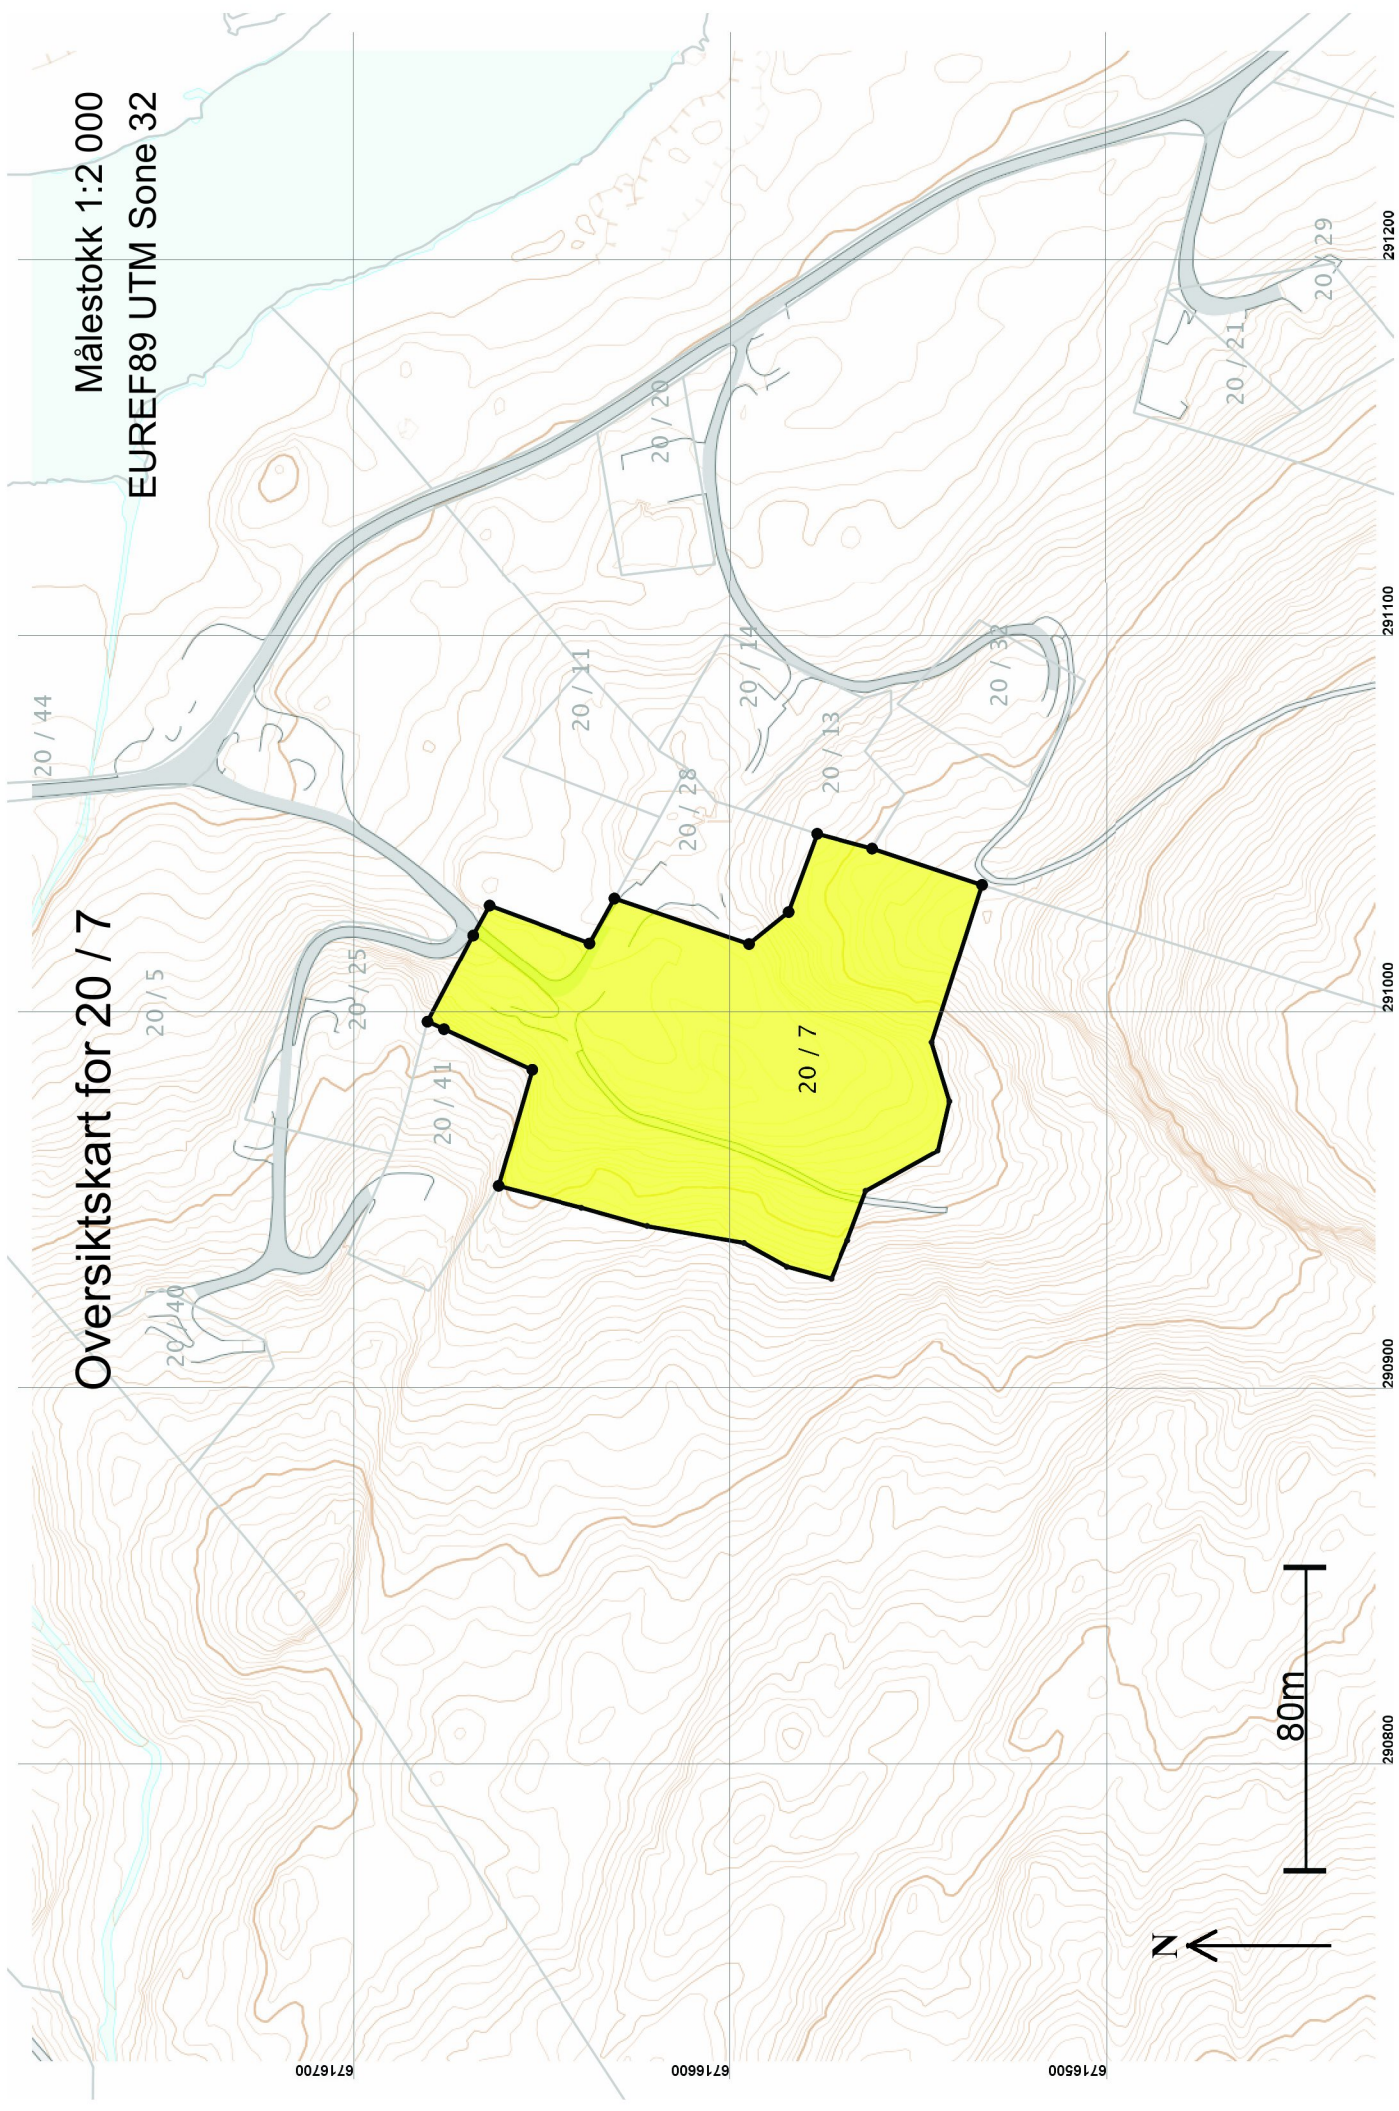 Oversiktskart for 20 / 7
Målestokk 1:2 000
EUREF89 UTM Sone 32
20 / 44
20 / 5
20 / 25
20 / 41
20 / 40
20 / 11
20 / 20
20 / 28
20 / 14
20 / 13
20 / 32
20 / 21
20 / 29
20 / 7
N
80m
6716700
6716600
6716500
290800
290900
291000
291100
291200